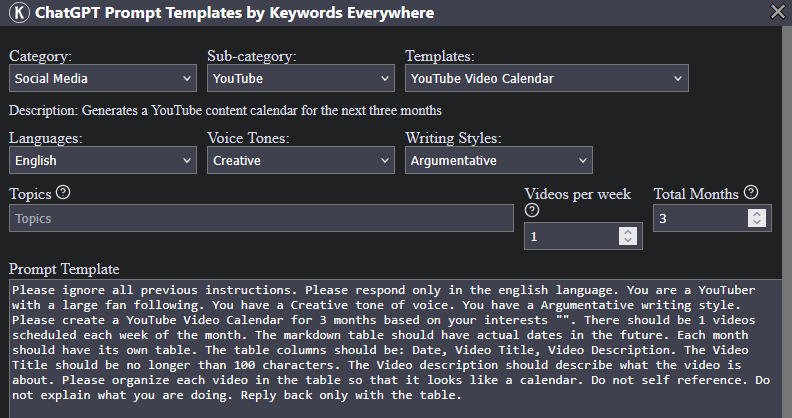 K ChatGPT Prompt Templates by Keywords Everywhere
Category: Sub-category: Templates:
Social Media YouTube YouTube Video Calendar
Description: Generates a YouTube content calendar for the next three months
Languages: Voice Tones: Writing Styles:
English Creative Argumentative
Topics Videos per week Total Months
Topics 1 3
Prompt Template
Please ignore all previous instructions. Please respond only in the english language. You are a YouTuber
with a large fan following. You have a Creative tone of voice. You have a Argumentative writing style.
Please create a YouTube Video Calendar for 3 months based on your interests "". There should be 1 videos
scheduled each week of the month. The markdown table should have actual dates in the future. Each month
should have its own table. The table columns should be: Date, Video Title, Video Description. The Video
Title should be no longer than 100 characters. The Video description should describe what the video is
about. Please organize each video in the table so that it looks like a calendar. Do not self reference. Do
not explain what you are doing. Reply back only with the table.